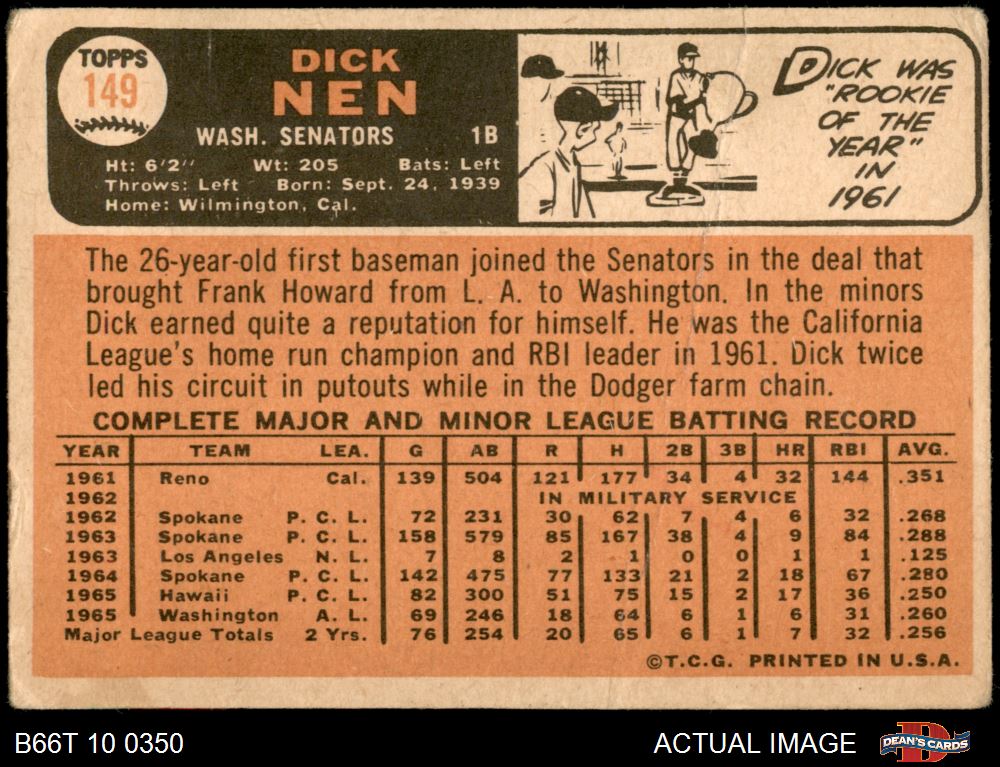 TOPPS
149
DICK
NEN
WASH. SENATORS 1B
Ht: 6'2" Wt: 205 Bats: Left
Throws: Left Born: Sept. 24, 1939
Home: Wilmington, Cal.
DICK WAS
"ROOKIE
OF THE
YEAR"
IN
1961
The 26-year-old first baseman joined the Senators in the deal that
brought Frank Howard from L. A. to Washington. In the minors
Dick earned quite a reputation for himself. He was the California
League's home run champion and RBI leader in 1961. Dick twice
led his circuit in putouts while in the Dodger farm chain.
COMPLETE MAJOR AND MINOR LEAGUE BATTING RECORD
YEAR TEAM LEA. G AB R H 2B 3B HR RBI AVG.
1961 Reno Cal. 139 504 121 177 34 4 32 144 .351
1962 IN MILITARY SERVICE
1962 Spokane P. C. L. 72 231 30 62 7 4 6 32 .268
1963 Spokane P. C. L. 158 579 85 167 38 4 9 84 .288
1963 Los Angeles N. L. 7 8 2 1 0 0 1 1 .125
1964 Spokane P. C. L. 142 475 77 133 21 2 18 67 .280
1965 Hawaii P. C. L. 82 300 51 75 15 2 17 36 .250
1965 Washington A. L. 69 246 18 64 6 1 6 31 .260
Major League Totals 2 Yrs. 76 254 20 65 6 1 7 32 .256
©T.C.G. PRINTED IN U.S.A.
B66T 10 0350 ACTUAL IMAGE DEAN'S CARDS